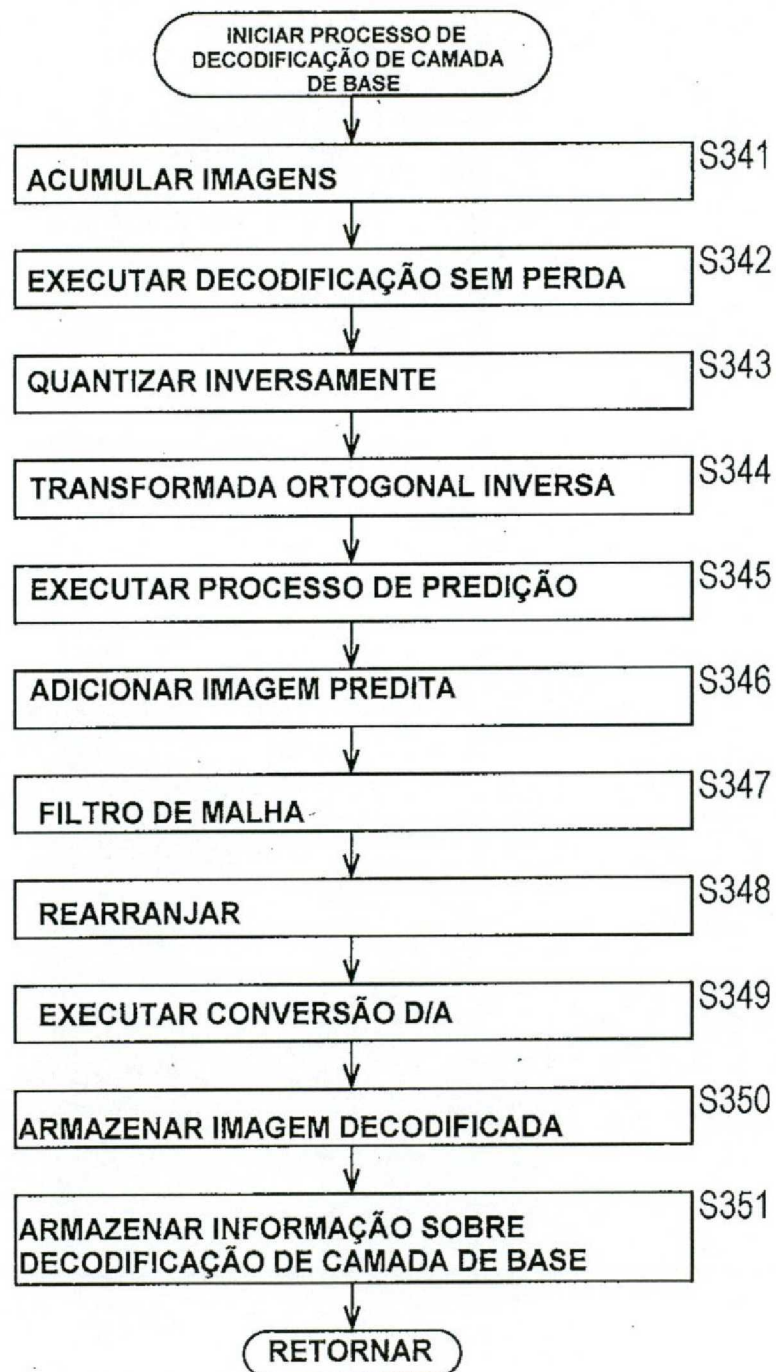 INICIAR PROCESSO DE
DECODIFICAÇÃO DE CAMADA
DE BASE
S341
ACUMULAR IMAGENS
S342
EXECUTAR DECODIFICAÇÃO SEM PERDA
S343
QUANTIZAR INVERSAMENTE
S344
TRANSFORMADA ORTOGONAL INVERSA
S345
EXECUTAR PROCESSO DE PREDIÇÃO
S346
ADICIONAR IMAGEM PREDITA
S347
FILTRO DE MALHA
S348
REARRANJAR
S349
EXECUTAR CONVERSÃO D/A
S350
ARMAZENAR IMAGEM DECODIFICADA
S351
ARMAZENAR INFORMAÇÃO SOBRE
DECODIFICAÇÃO DE CAMADA DE BASE
RETORNAR